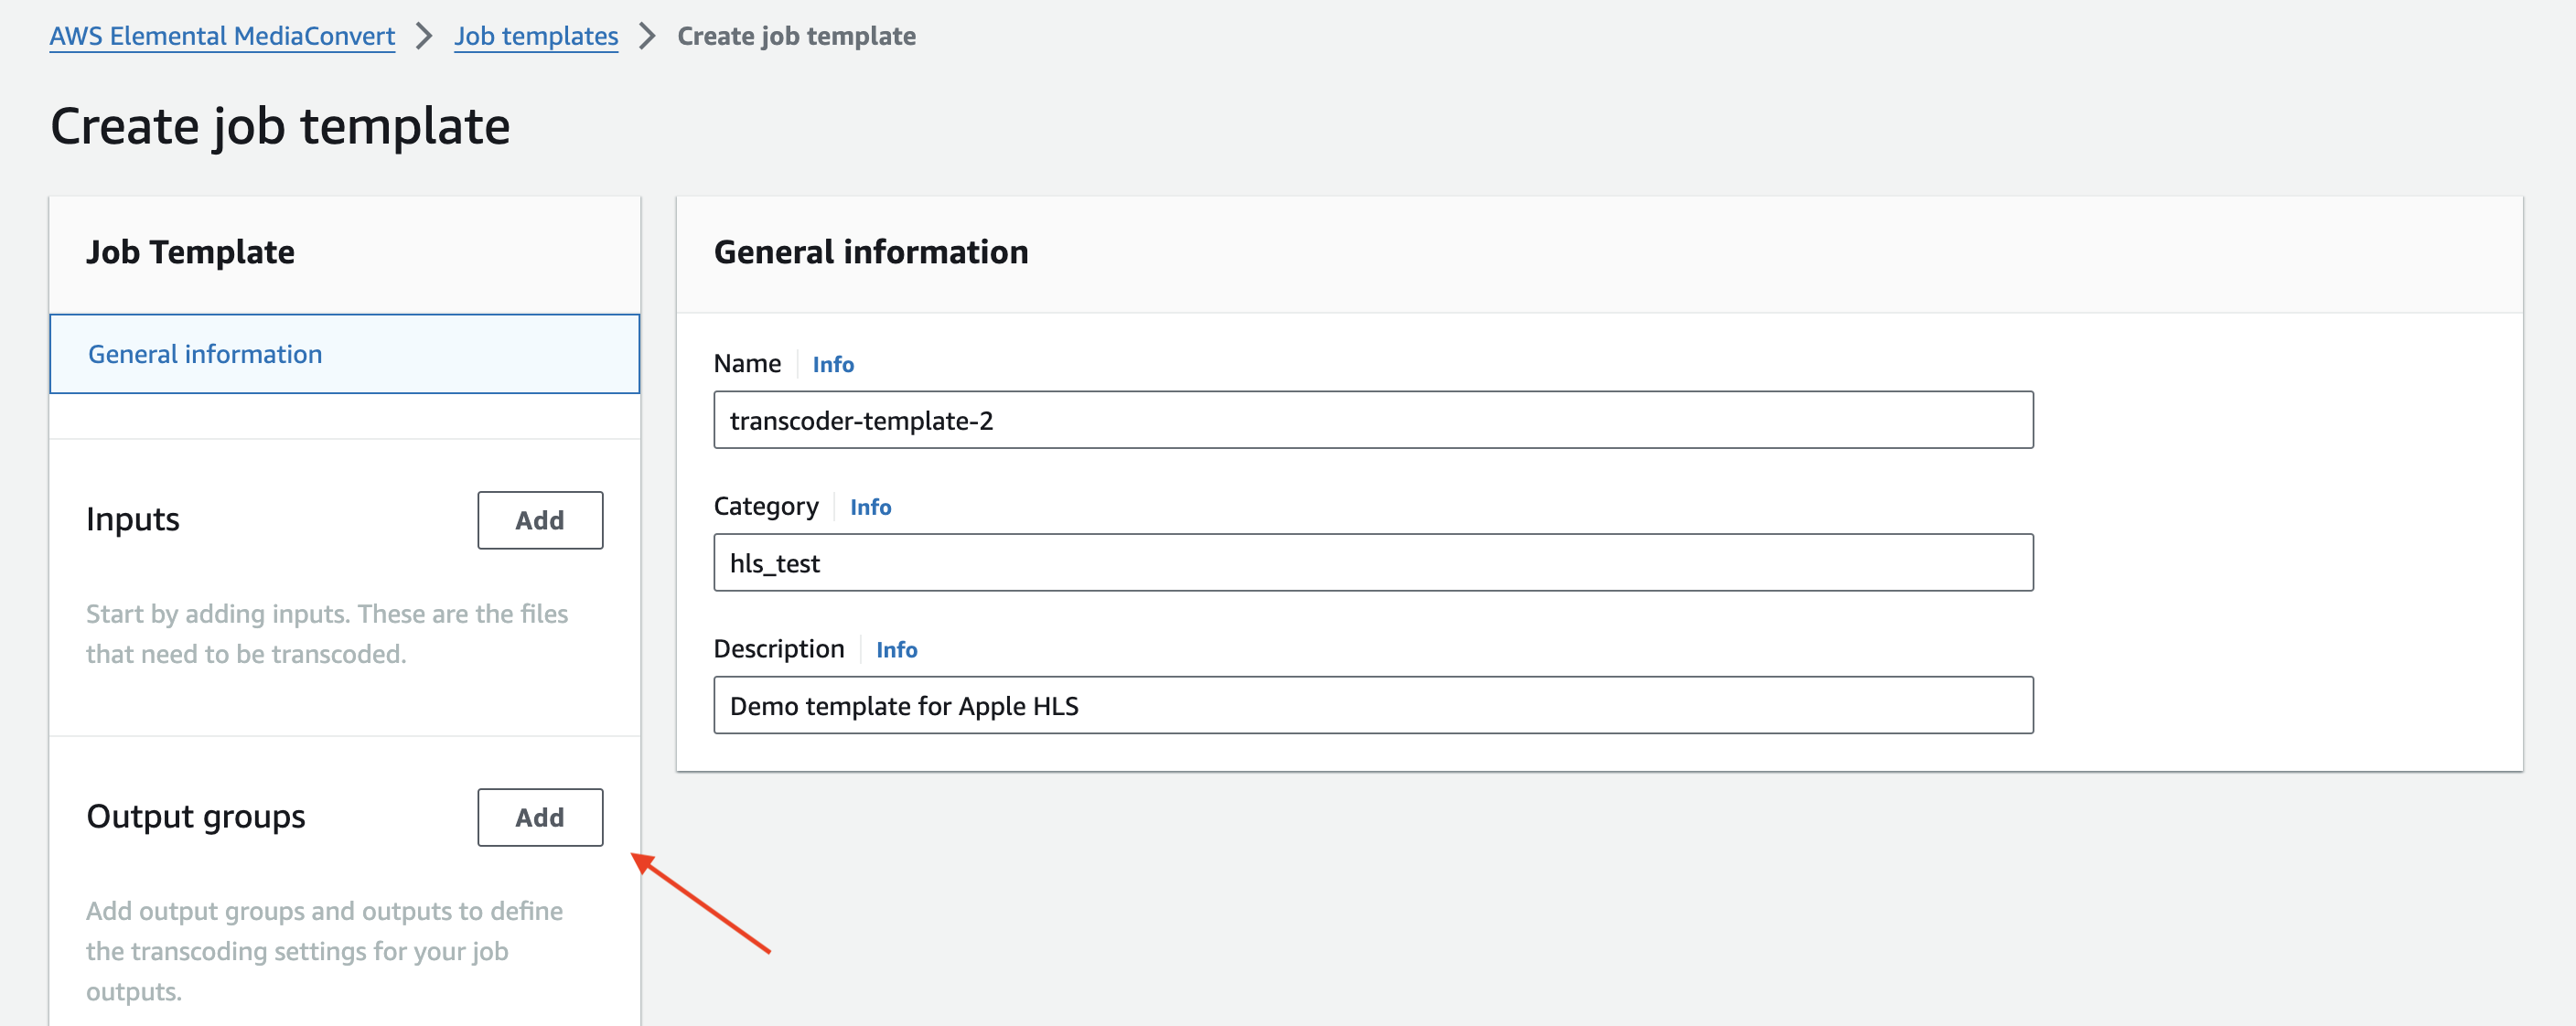 AWS Elemental MediaConvert > Job templates > Create job template
Create job template
Job Template
General information
Inputs
Add
Start by adding inputs. These are the files
that need to be transcoded.
Output groups
Add
Add output groups and outputs to define
the transcoding settings for your job
outputs.
General information
Name Info
transcoder-template-2
Category Info
hls_test
Description Info
Demo template for Apple HLS